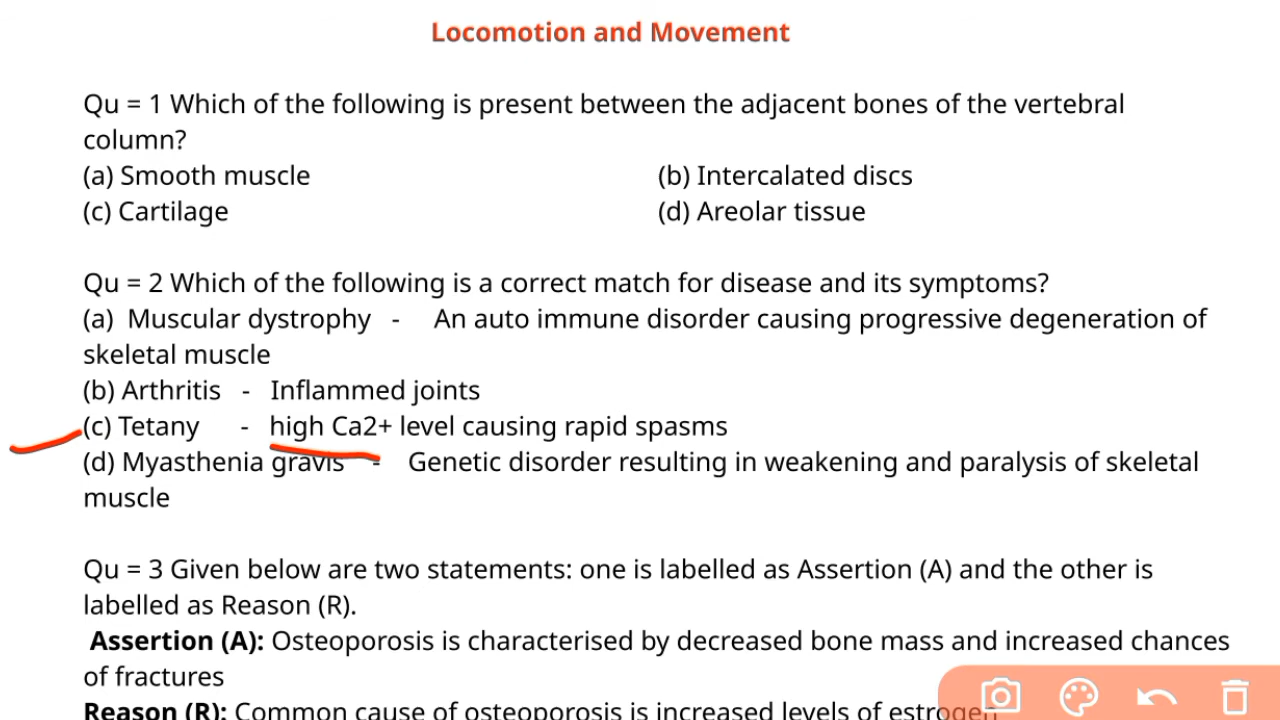 Locomotion and Movement
Qu = 1 Which of the following is present between the adjacent bones of the vertebral
column?
(a) Smooth muscle (b) Intercalated discs
(c) Cartilage (d) Areolar tissue
Qu = 2 Which of the following is a correct match for disease and its symptoms?
(a) Muscular dystrophy - An auto immune disorder causing progressive degeneration of
skeletal muscle
(b) Arthritis - Inflammed joints
(c) Tetany - high Ca2+ level causing rapid spasms
(d) Myasthenia gravis - Genetic disorder resulting in weakening and paralysis of skeletal
muscle
Qu = 3 Given below are two statements: one is labelled as Assertion (A) and the other is
labelled as Reason (R).
Assertion (A): Osteoporosis is characterised by decreased bone mass and increased chances
of fractures
Reason (R): Common cause of osteoporosis is increased levels of estrogen